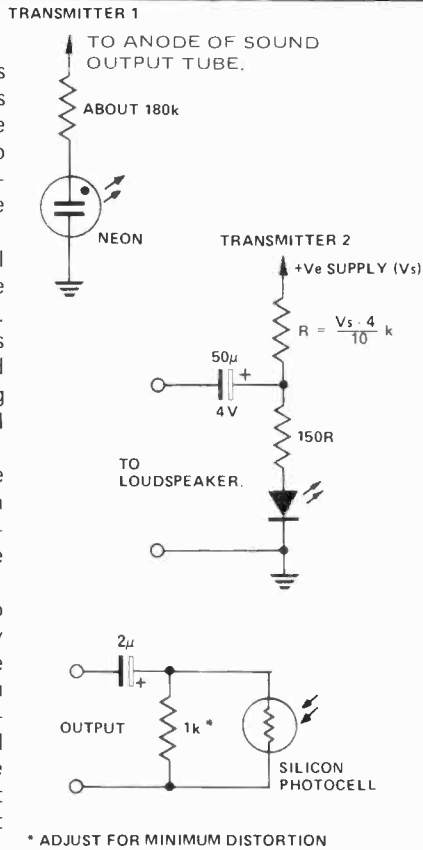 TRANSMITTER 1
TO ANODE OF SOUND
OUTPUT TUBE.
ABOUT 180k
NEON
TRANSMITTER 2
+Ve SUPPLY (Vs)
R = Vs · 4
10 k
50µ
+
4V
150R
TO
LOUDSPEAKER.
2µ
+
OUTPUT
1k *
SILICON
PHOTOCELL
* ADJUST FOR MINIMUM DISTORTION